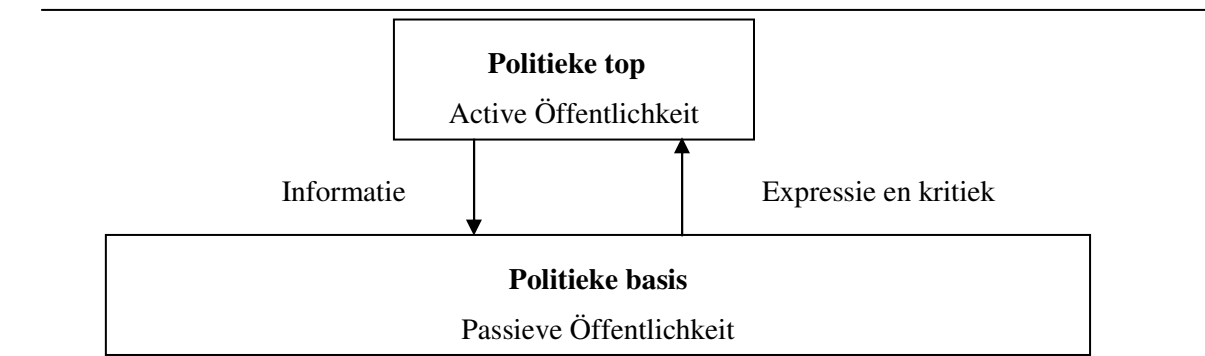 Politieke top
Active Öffentlichkeit
Informatie
Expressie en kritiek
Politieke basis
Passieve Öffentlichkeit